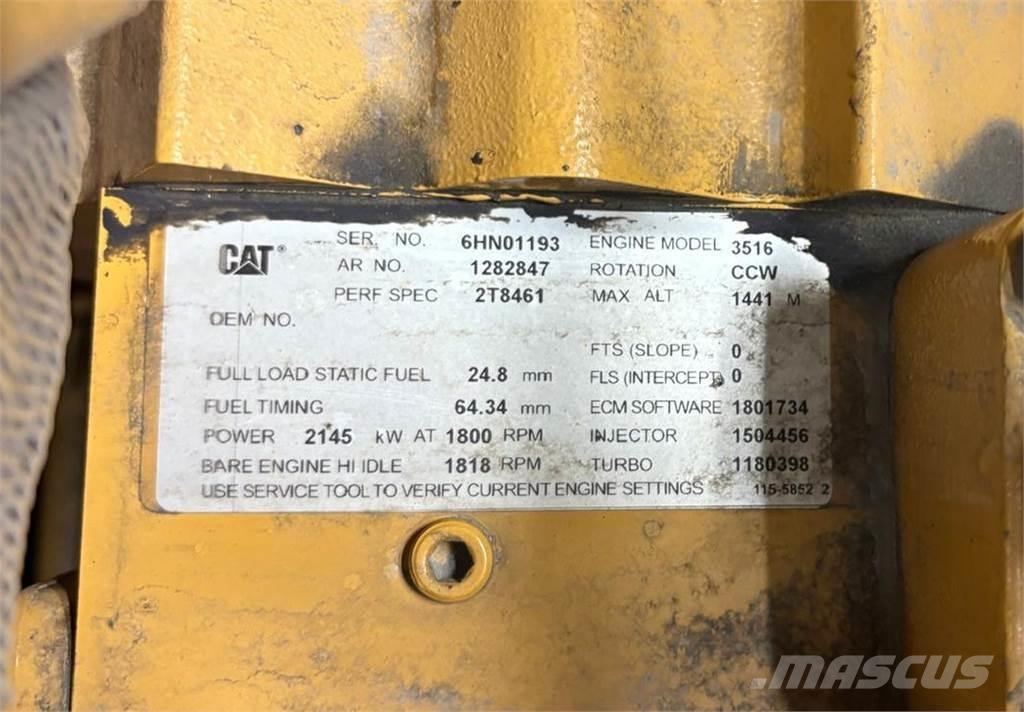 CAT®
SER. NO. 6HN01193 ENGINE MODEL 3516
AR NO. 1282847 ROTATION CCW
PERF SPEC 2T8461 MAX ALT 1441 M
OEM NO.
FTS (SLOPE) 0
FULL LOAD STATIC FUEL 24.8 mm FLS (INTERCEPT) 0
FUEL TIMING 64.34 mm ECM SOFTWARE 1801734
POWER 2145 kW AT 1800 RPM INJECTOR 1504456
BARE ENGINE HI IDLE 1818 RPM TURBO 1180398
USE SERVICE TOOL TO VERIFY CURRENT ENGINE SETTINGS 115-5852 2
MASCUS